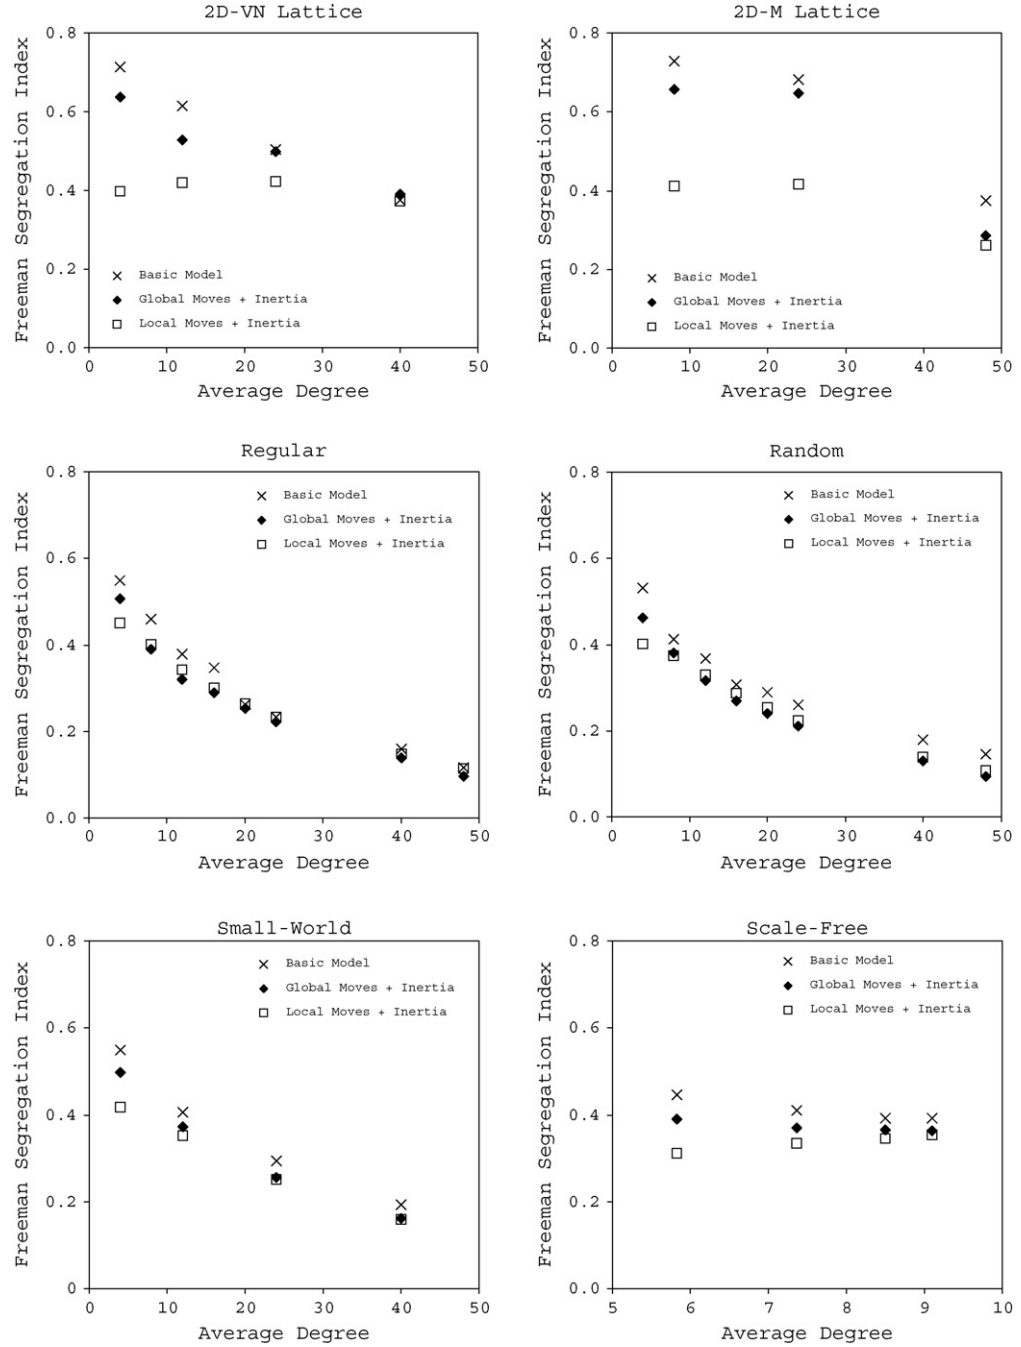 2D-VN Lattice
Freeman Segregation Index
0.8
0.6
0.4
0.2
0.0
Basic Model
Global Moves + Inertia
Local Moves + Inertia
0 10 20 30 40 50
Average Degree
2D-M Lattice
Freeman Segregation Index
0.8
0.6
0.4
0.2
0.0
Basic Model
Global Moves + Inertia
Local Moves + Inertia
0 10 20 30 40 50
Average Degree
Regular
Freeman Segregation Index
0.8
0.6
0.4
0.2
0.0
Basic Model
Global Moves + Inertia
Local Moves + Inertia
0 10 20 30 40 50
Average Degree
Random
Freeman Segregation Index
0.8
0.6
0.4
0.2
0.0
Basic Model
Global Moves + Inertia
Local Moves + Inertia
0 10 20 30 40 50
Average Degree
Small-World
Freeman Segregation Index
0.8
0.6
0.4
0.2
0
Basic Model
Global Moves + Inertia
Local Moves + Inertia
0 10 20 30 40 50
Average Degree
Scale-Free
Freeman Segregation Index
0.8
0.6
0.4
0.2
0.0
Basic Model
Global Moves + Inertia
Local Moves + Inertia
5 6 7 8 9 10
Average Degree